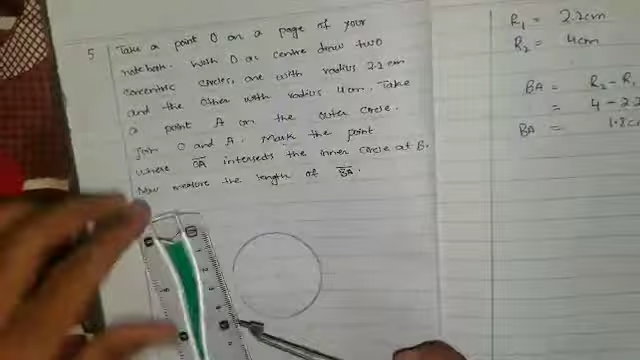 5 Take a point O on a page of your
notebook. With O as centre draw two
concentric circles, one with radius 2.2 cm
and the other with radius 4cm. Take
a point A on the outer circle.
Join O and A. Mark the point
where OA intersects the inner circle at B.
Now measure the length of BA.
R1 = 2.2cm
R2 = 4cm
BA = R2 - R1
= 4 - 2.2
BA = 1.8c